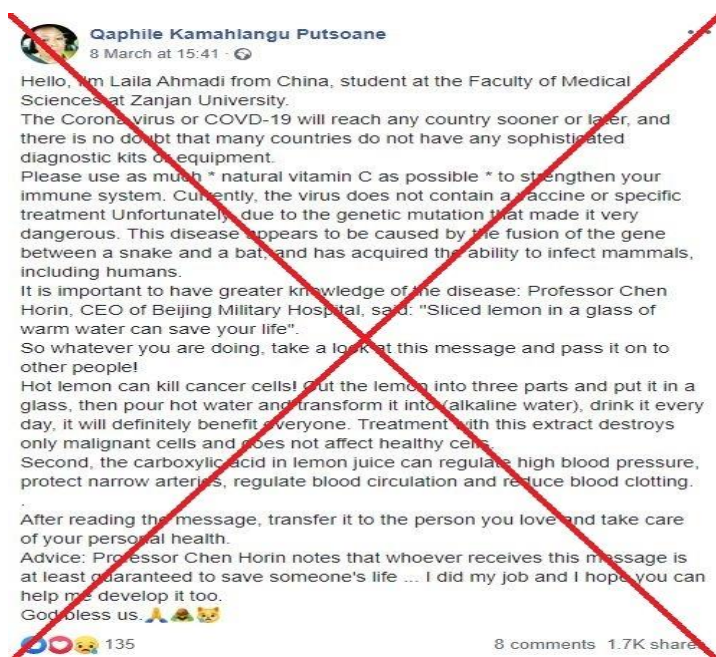 Qaphile Kamahlangu Putsoane
8 March at 15:41 ·
Hello, I'm Laila Ahmadi from China, student at the Faculty of Medical
Sciences at Zanjan University.
The Corona virus or COVD-19 will reach any country sooner or later, and
there is no doubt that many countries do not have any sophisticated
diagnostic kits or equipment.
Please use as much * natural vitamin C as possible * to strengthen your
immune system. Currently, the virus does not contain a vaccine or specific
treatment Unfortunately, due to the genetic mutation that made it very
dangerous. This disease appears to be caused by the fusion of the gene
between a snake and a bat, and has acquired the ability to infect mammals,
including humans.
It is important to have greater knowledge of the disease: Professor Chen
Horin, CEO of Beijing Military Hospital, said: "Sliced lemon in a glass of
warm water can save your life".
So whatever you are doing, take a look at this message and pass it on to
other people!
Hot lemon can kill cancer cells! Cut the lemon into three parts and put it in a
glass, then pour hot water and transform it into (alkaline water), drink it every
day, it will definitely benefit everyone. Treatment with this extract destroys
only malignant cells and does not affect healthy cells.
Second, the carboxylic acid in lemon juice can regulate high blood pressure,
protect narrow arteries, regulate blood circulation and reduce blood clotting.
.
After reading the message, transfer it to the person you love and take care
of your personal health.
Advice: Professor Chen Horin notes that whoever receives this message is
at least guaranteed to save someone's life ... I did my job and I hope you can
help me develop it too.
God bless us.🙏🙇😿
135
8 comments 1.7K shares